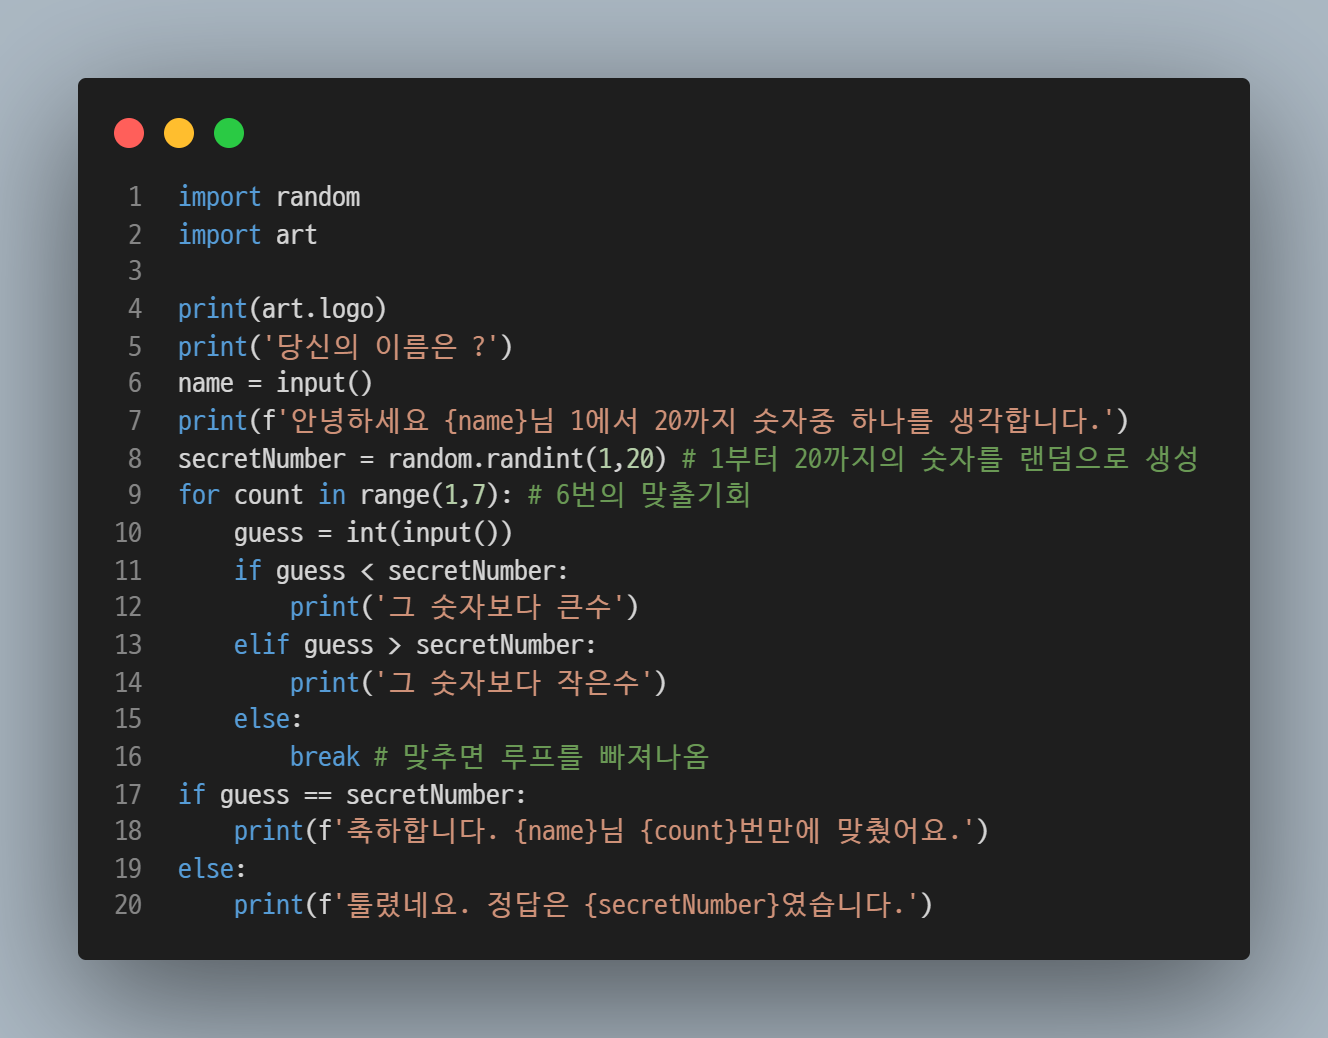 1 import random
2 import art
3
4 print(art.logo)
5 print('당신의 이름은 ?')
6 name = input()
7 print(f'안녕하세요 {name}님 1에서 20까지 숫자중 하나를 생각합니다.')
8 secretNumber = random.randint(1,20) # 1부터 20까지의 숫자를 랜덤으로 생성
9 for count in range(1,7): # 6번의 맞출기회
10     guess = int(input())
11     if guess < secretNumber:
12         print('그 숫자보다 큰수')
13     elif guess > secretNumber:
14         print('그 숫자보다 작은수')
15     else:
16         break # 맞추면 루프를 빠져나옴
17 if guess == secretNumber:
18     print(f'축하합니다. {name}님 {count}번만에 맞췄어요.')
19 else:
20     print(f'툴렸네요. 정답은 {secretNumber}였습니다.')